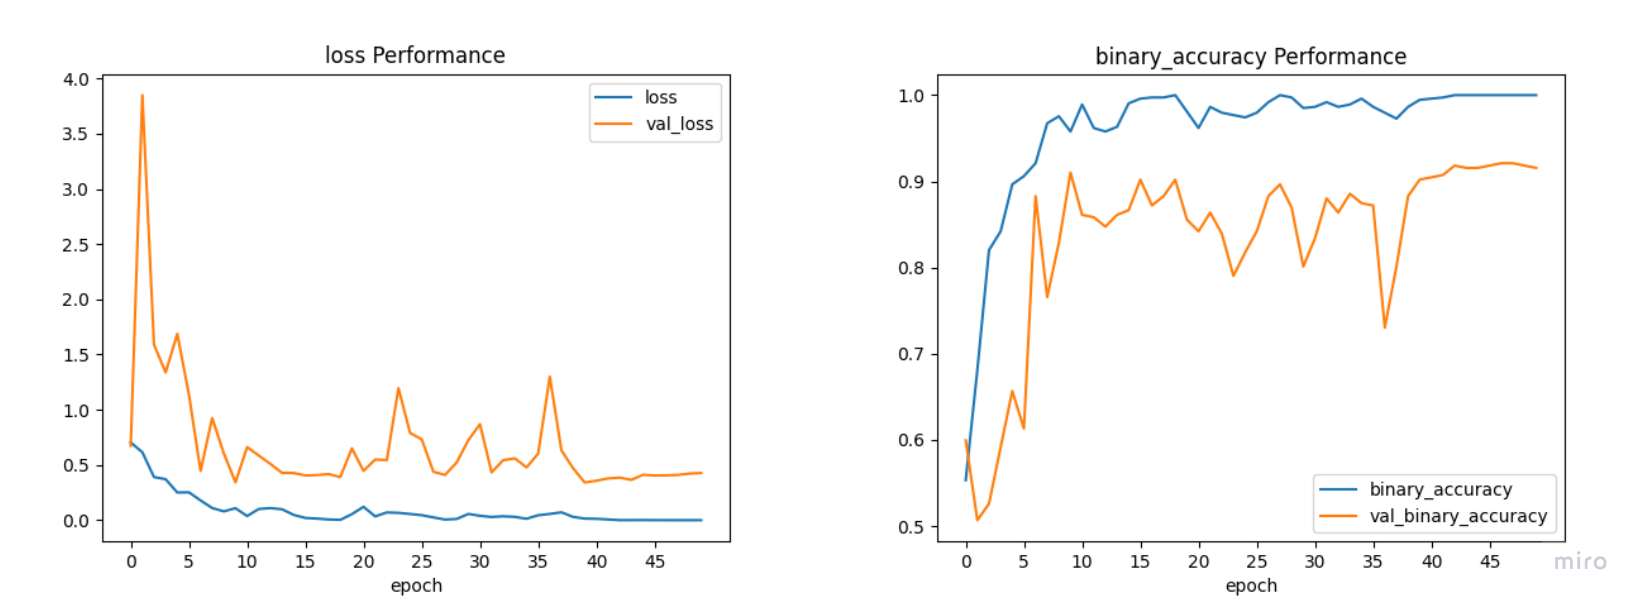 loss Performance
4.0
3.5
3.0
2.5
2.0
1.5
1.0
0.5
0.0
loss
val_loss
0 5 10 15 20 25 30 35 40 45
epoch
binary_accuracy Performance
1.0
0.9
0.8
0.7
0.6
0.5
binary_accuracy
val_binary_accuracy
0 5 10 15 20 25 30 35 40 45
epoch
miro